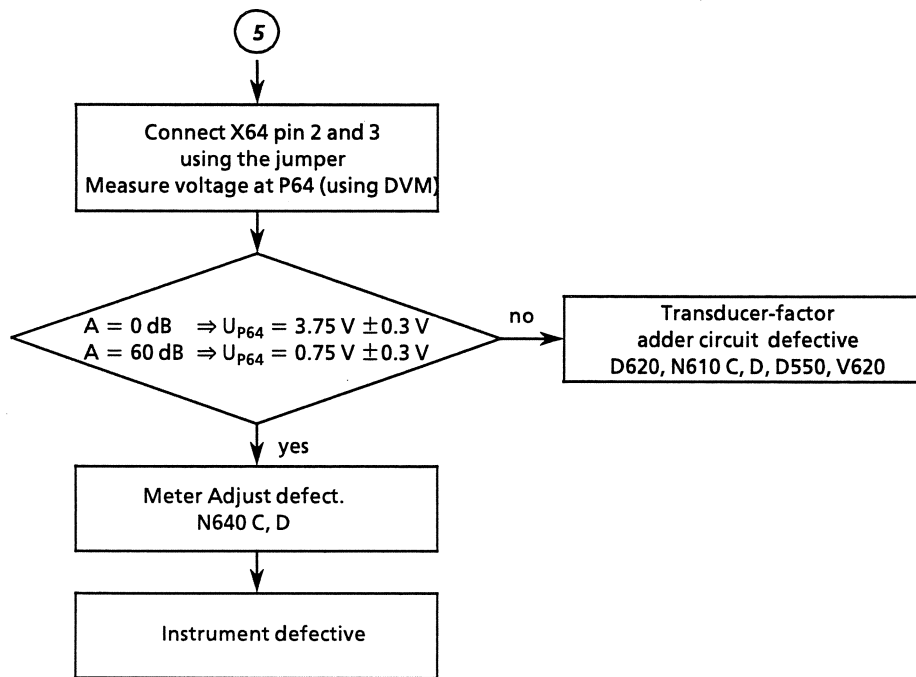 5
Connect X64 pin 2 and 3
using the jumper
Measure voltage at P64 (using DVM)
A = 0 dB ⇒ UP64 = 3.75 V ±0.3 V
A = 60 dB ⇒ UP64 = 0.75 V ±0.3 V
no
Transducer-factor
adder circuit defective
D620, N610 C, D, D550, V620
yes
Meter Adjust defect.
N640 C, D
Instrument defective